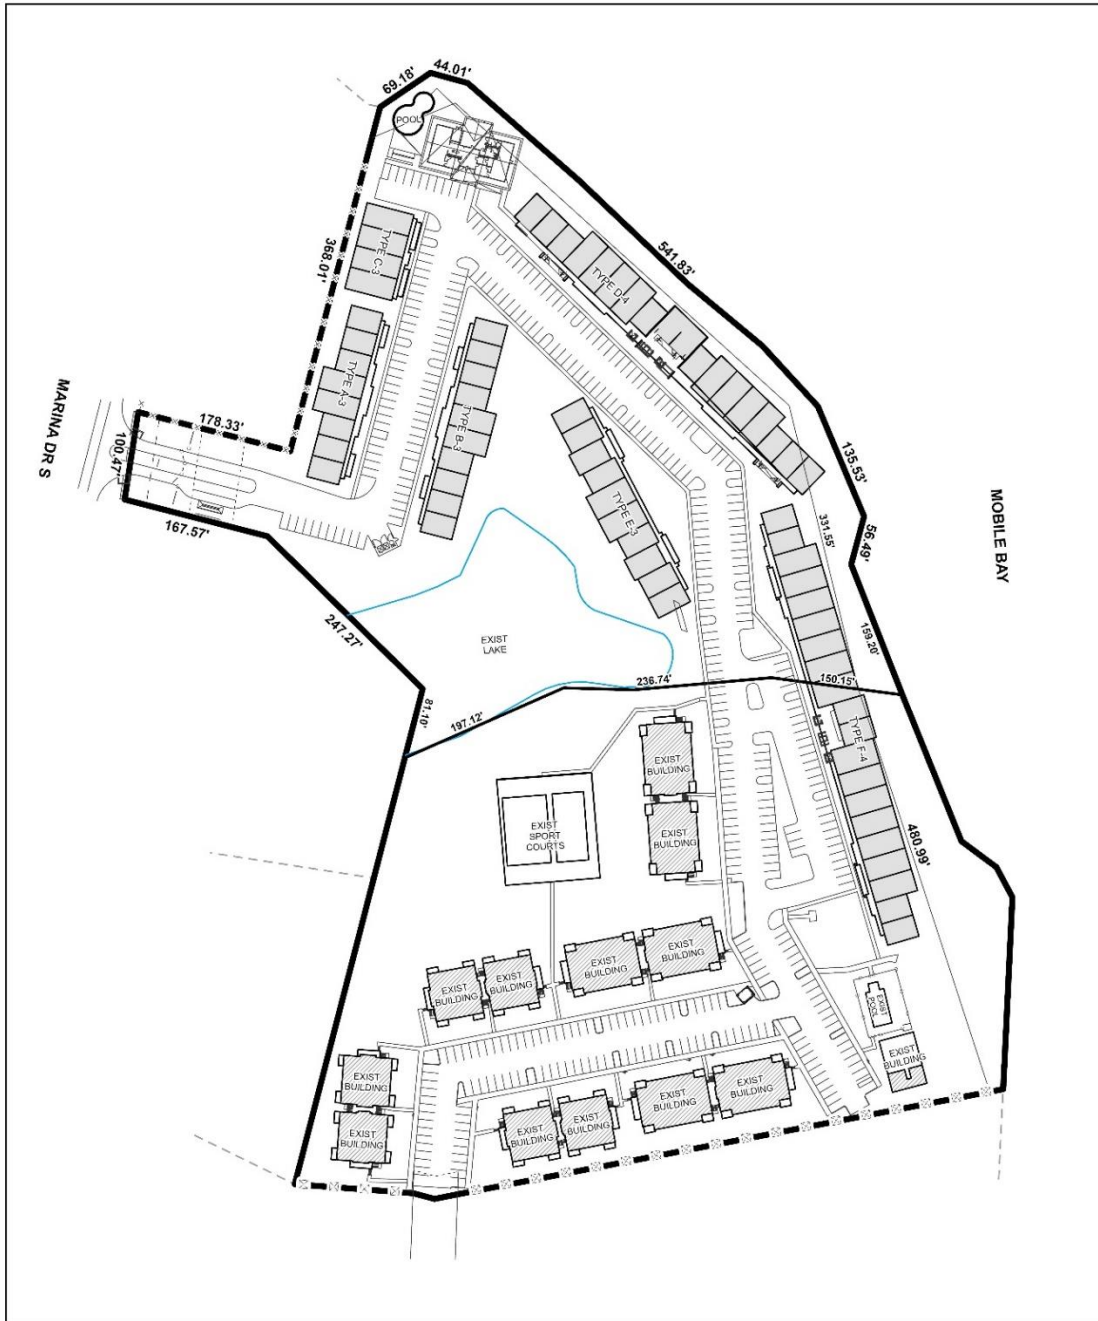 44.01'
69.18'
POOL
TYPE C-3
541.83'
368.01'
TYPE D-4
TYPE A-3
TYPE B-3
MARINA DR S
178.33'
100.47'
135.53'
TYPE E-3
MOBILE BAY
167.57'
331.55'
56.49'
247.27'
EXIST
LAKE
159.20'
236.74'
150.15'
81.10'
197.12'
TYPE F-4
EXIST
BUILDING
EXIST
SPORT
COURTS
EXIST
BUILDING
480.99'
EXIST
BUILDING
EXIST
BUILDING
EXIST
BUILDING
EXIST
BUILDING
EXIST
POOL
EXIST
BUILDING
EXIST
BUILDING
EXIST
BUILDING
EXIST
BUILDING
EXIST
BUILDING
EXIST
BUILDING
EXIST
BUILDING
EXIST
BUILDING